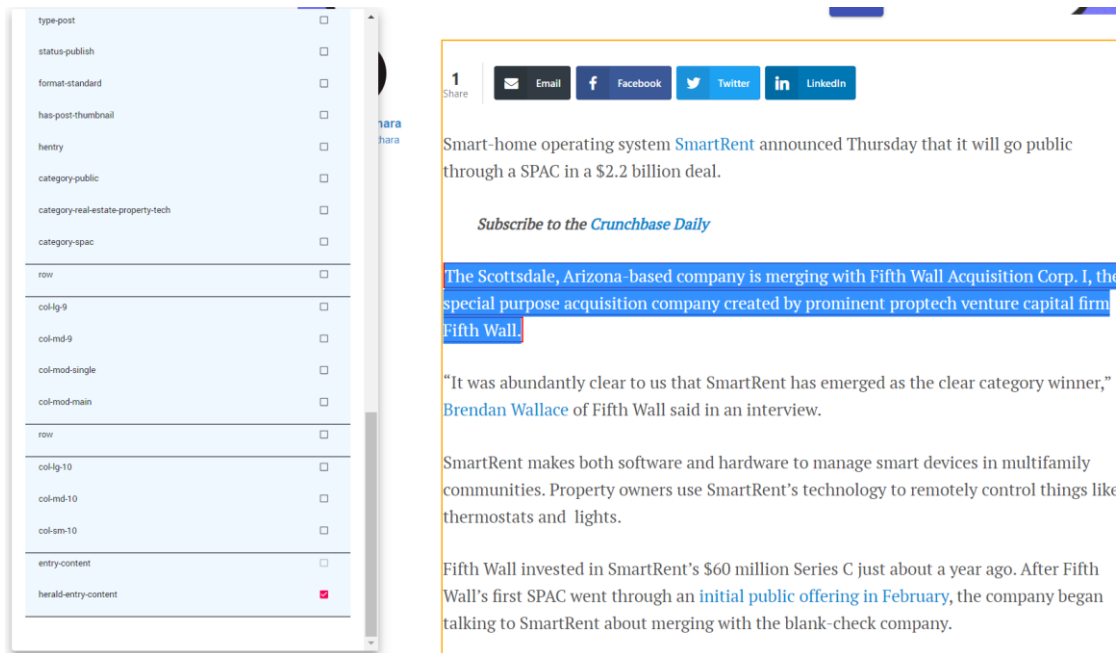 type-post
status-publish
format-standard
has-post-thumbnail
hentry
category-public
category-real-estate-property-tech
category-spac
row
col-lg-9
col-md-9
col-mod-single
col-mod-main
row
col-lg-10
col-md-10
col-sm-10
entry-content
herald-entry-content
hara
hara
1
Share
Email
Facebook
Twitter
LinkedIn
Smart-home operating system SmartRent announced Thursday that it will go public
through a SPAC in a $2.2 billion deal.
Subscribe to the Crunchbase Daily
The Scottsdale, Arizona-based company is merging with Fifth Wall Acquisition Corp. I, the
special purpose acquisition company created by prominent proptech venture capital firm
Fifth Wall.
“It was abundantly clear to us that SmartRent has emerged as the clear category winner,”
Brendan Wallace of Fifth Wall said in an interview.
SmartRent makes both software and hardware to manage smart devices in multifamily
communities. Property owners use SmartRent’s technology to remotely control things like
thermostats and lights.
Fifth Wall invested in SmartRent’s $60 million Series C just about a year ago. After Fifth
Wall’s first SPAC went through an initial public offering in February, the company began
talking to SmartRent about merging with the blank-check company.